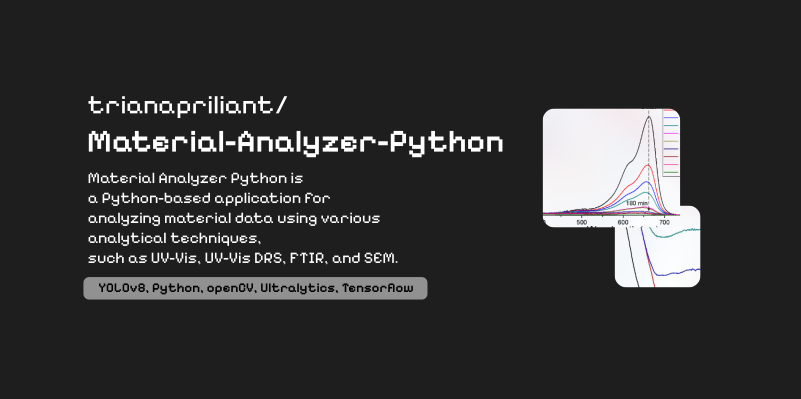 trianapriliant/
Material-Analyzer-Python
Material Analyzer Python is
a Python-based application for
analyzing material data using various
analytical techniques,
such as UV-Vis, UV-Vis DRS, FTIR, and SEM.
YOLOv8, Python, openCV, Ultralytics, Tensorflow
180 min
500 600 700